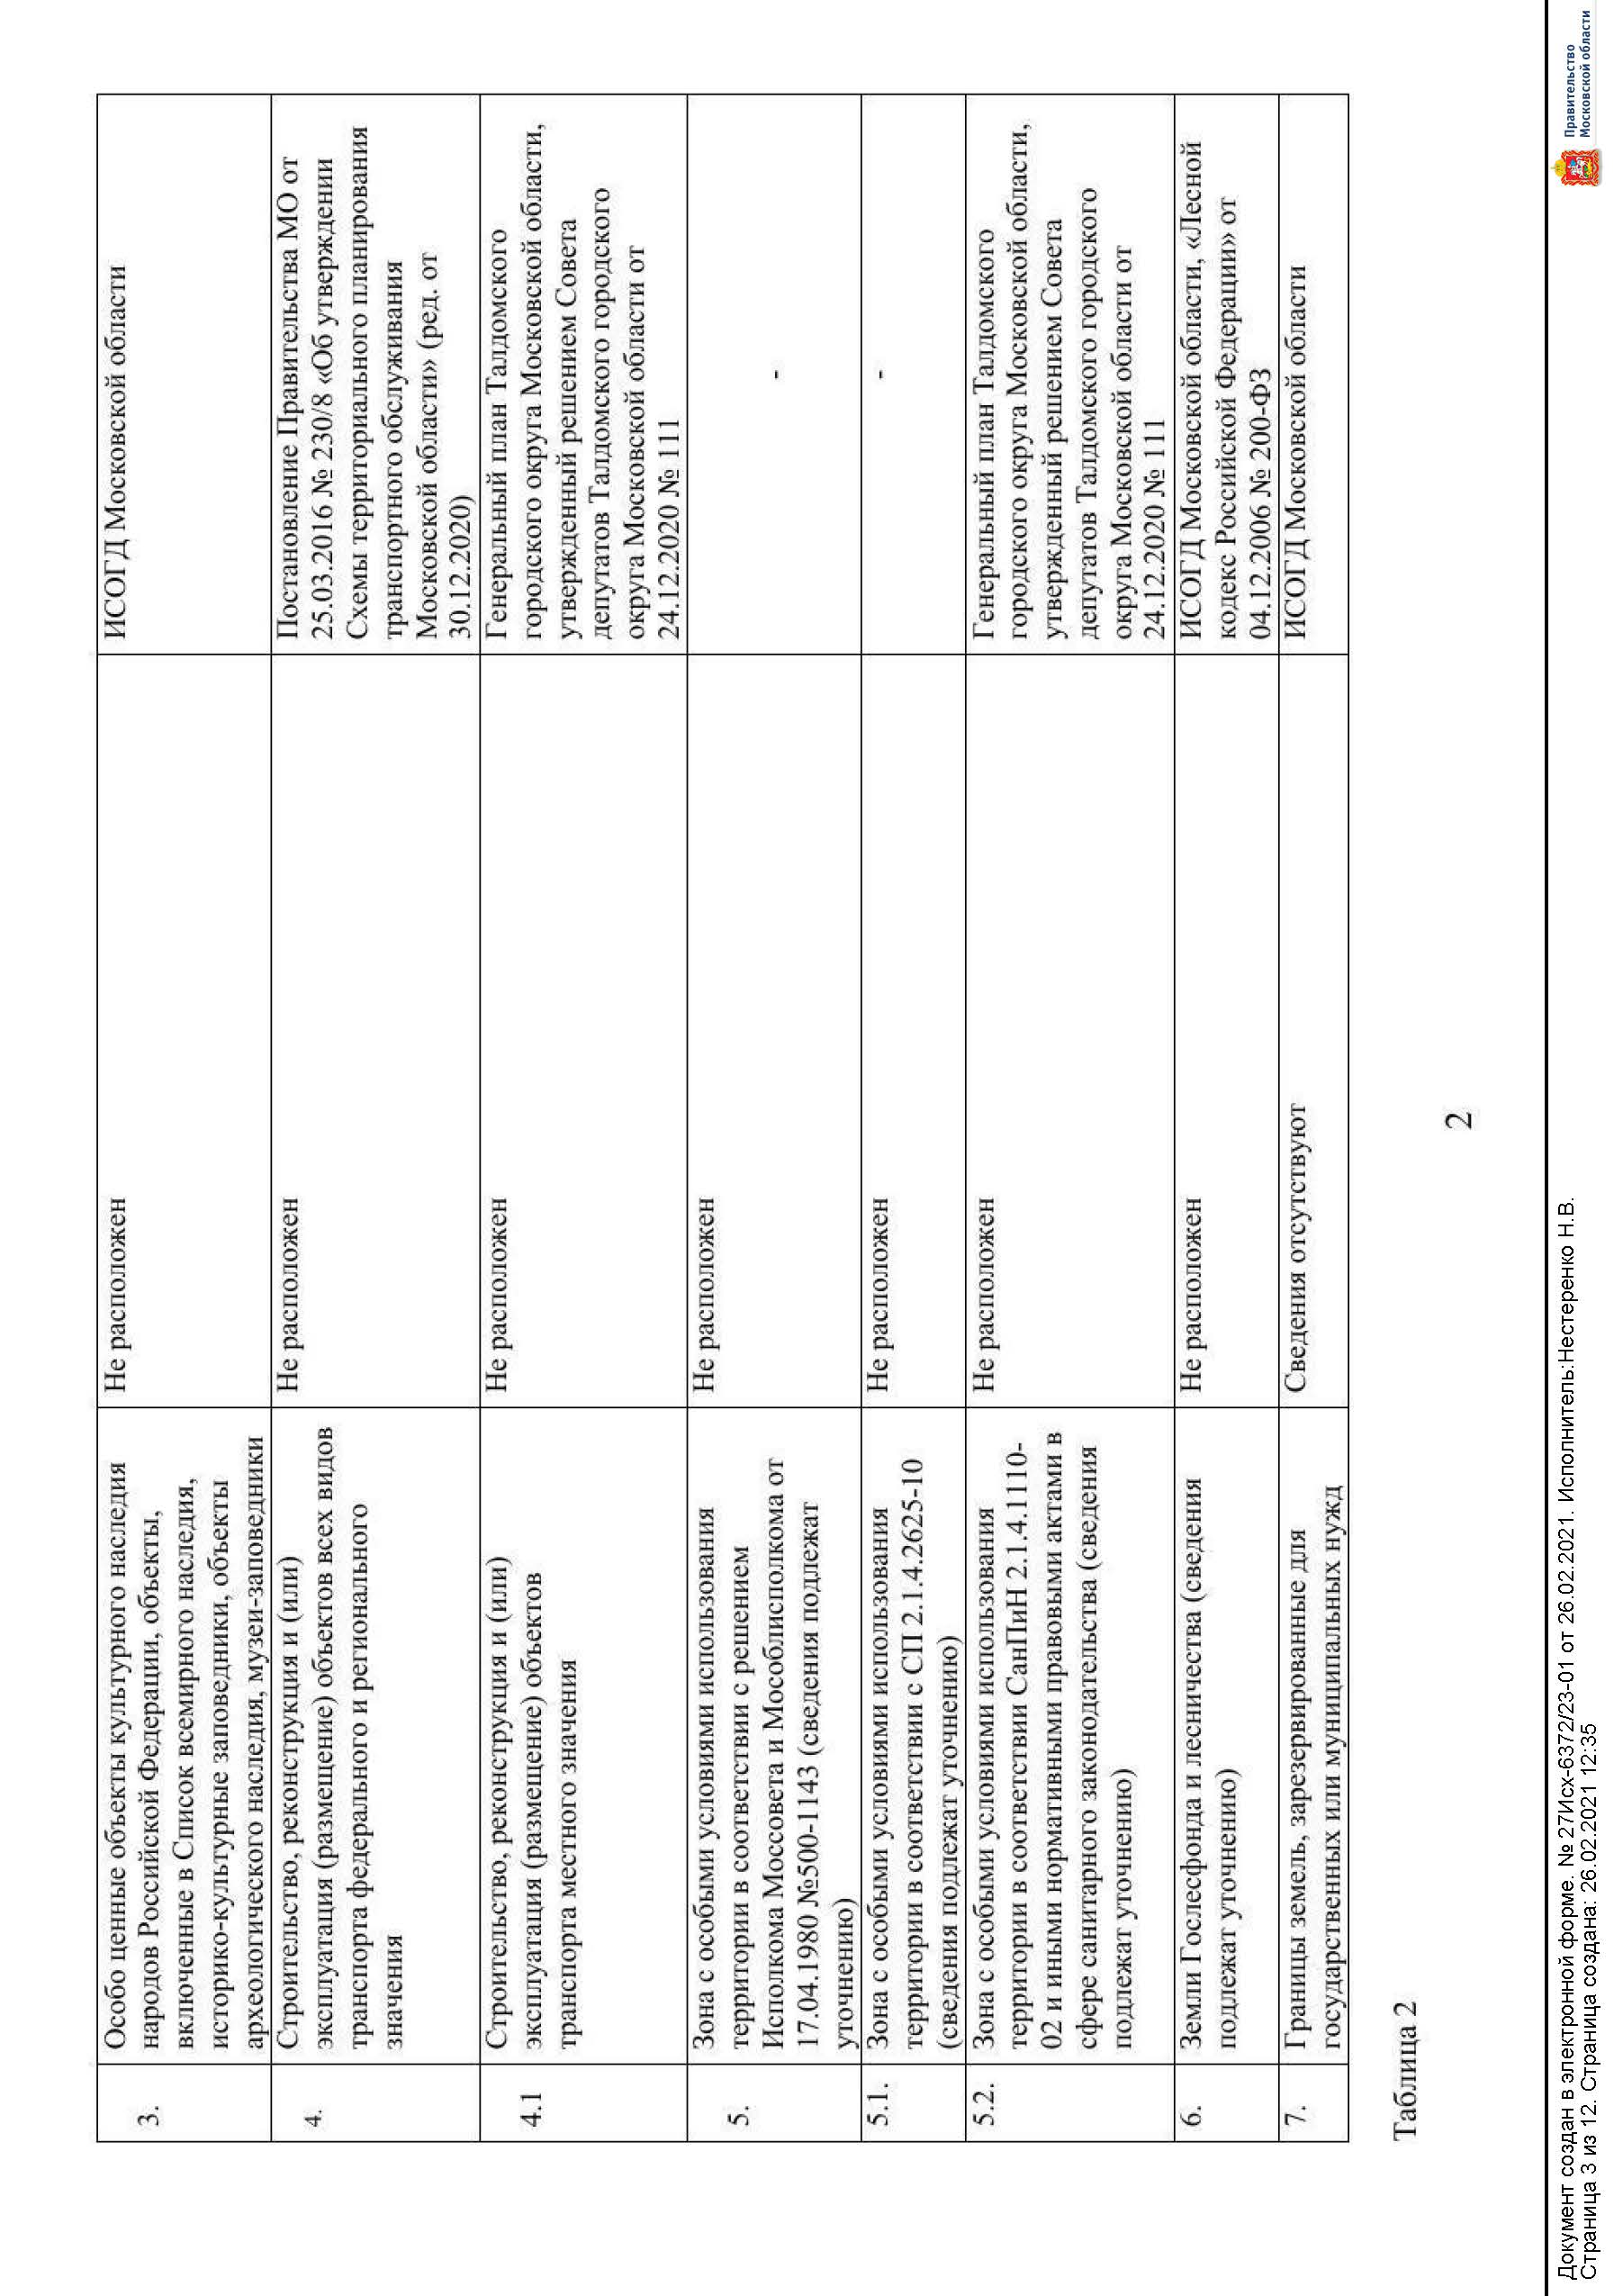 3.
Особо ценные объекты культурного наследия
народов Российской Федерации, объекты,
включенные в Список всемирного наследия,
историко-культурные заповедники, объекты
археологического наследия, музеи-заповедники
Не расположен
ИСОГД Московской области
4.
Строительство, реконструкция и (или)
эксплуатация (размещение) объектов всех видов
транспорта федерального и регионального
значения
Не расположен
Постановление Правительства МО от
25.03.2016 № 230/8 «Об утверждении
Схемы территориального планирования
транспортного обслуживания
Московской области» (ред. от
30.12.2020)
4.1
Строительство, реконструкция и (или)
эксплуатация (размещение) объектов
транспорта местного значения
Не расположен
Генеральный план Талдомского
городского округа Московской области,
утвержденный решением Совета
депутатов Талдомского городского
округа Московской области от
24.12.2020 № 111
5.
Зона с особыми условиями использования
территории в соответствии с решением
Исполкома Моссовета и Мособлисполкома от
17.04.1980 №500-1143 (сведения подлежат
уточнению)
Не расположен
-
5.1.
Зона с особыми условиями использования
территории в соответствии с СП 2.1.4.2625-10
(сведения подлежат уточнению)
Не расположен
-
5.2.
Зона с особыми условиями использования
территории в соответствии СанПиН 2.1.4.1110-
02 и иными нормативными правовыми актами в
сфере санитарного законодательства (сведения
подлежат уточнению)
Не расположен
Генеральный план Талдомского
городского округа Московской области,
утвержденный решением Совета
депутатов Талдомского городского
округа Московской области от
24.12.2020 № 111
6.
Земли Гослесфонда и лесничества (сведения
подлежат уточнению)
Не расположен
ИСОГД Московской области, «Лесной
кодекс Российской Федерации» от
04.12.2006 № 200-ФЗ
7.
Границы земель, зарезервированные для
государственных или муниципальных нужд
Сведения отсутствуют
ИСОГД Московской области
Таблица 2
2
Документ создан в электронной форме. № 27Исх-6372/23-01 от 26.02.2021. Исполнитель:Нестеренко Н.В.
Страница 3 из 12. Страница создана: 26.02.2021 12:35
Правительство
Московской области